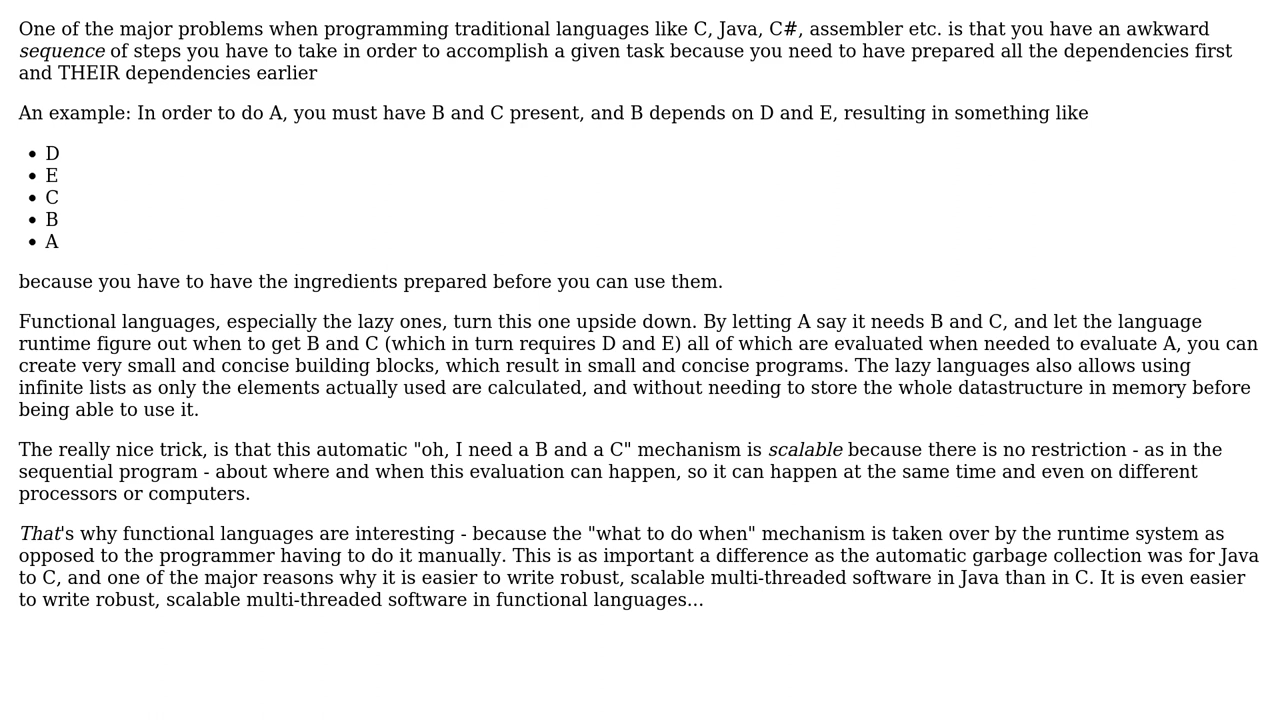 One of the major problems when programming traditional languages like C, Java, C#, assembler etc. is that you have an awkward
sequence of steps you have to take in order to accomplish a given task because you need to have prepared all the dependencies first
and THEIR dependencies earlier
An example: In order to do A, you must have B and C present, and B depends on D and E, resulting in something like
• D
• E
• C
• B
• A
because you have to have the ingredients prepared before you can use them.
Functional languages, especially the lazy ones, turn this one upside down. By letting A say it needs B and C, and let the language
runtime figure out when to get B and C (which in turn requires D and E) all of which are evaluated when needed to evaluate A, you can
create very small and concise building blocks, which result in small and concise programs. The lazy languages also allows using
infinite lists as only the elements actually used are calculated, and without needing to store the whole datastructure in memory before
being able to use it.
The really nice trick, is that this automatic "oh, I need a B and a C" mechanism is scalable because there is no restriction - as in the
sequential program - about where and when this evaluation can happen, so it can happen at the same time and even on different
processors or computers.
That's why functional languages are interesting - because the "what to do when" mechanism is taken over by the runtime system as
opposed to the programmer having to do it manually. This is as important a difference as the automatic garbage collection was for Java
to C, and one of the major reasons why it is easier to write robust, scalable multi-threaded software in Java than in C. It is even easier
to write robust, scalable multi-threaded software in functional languages...